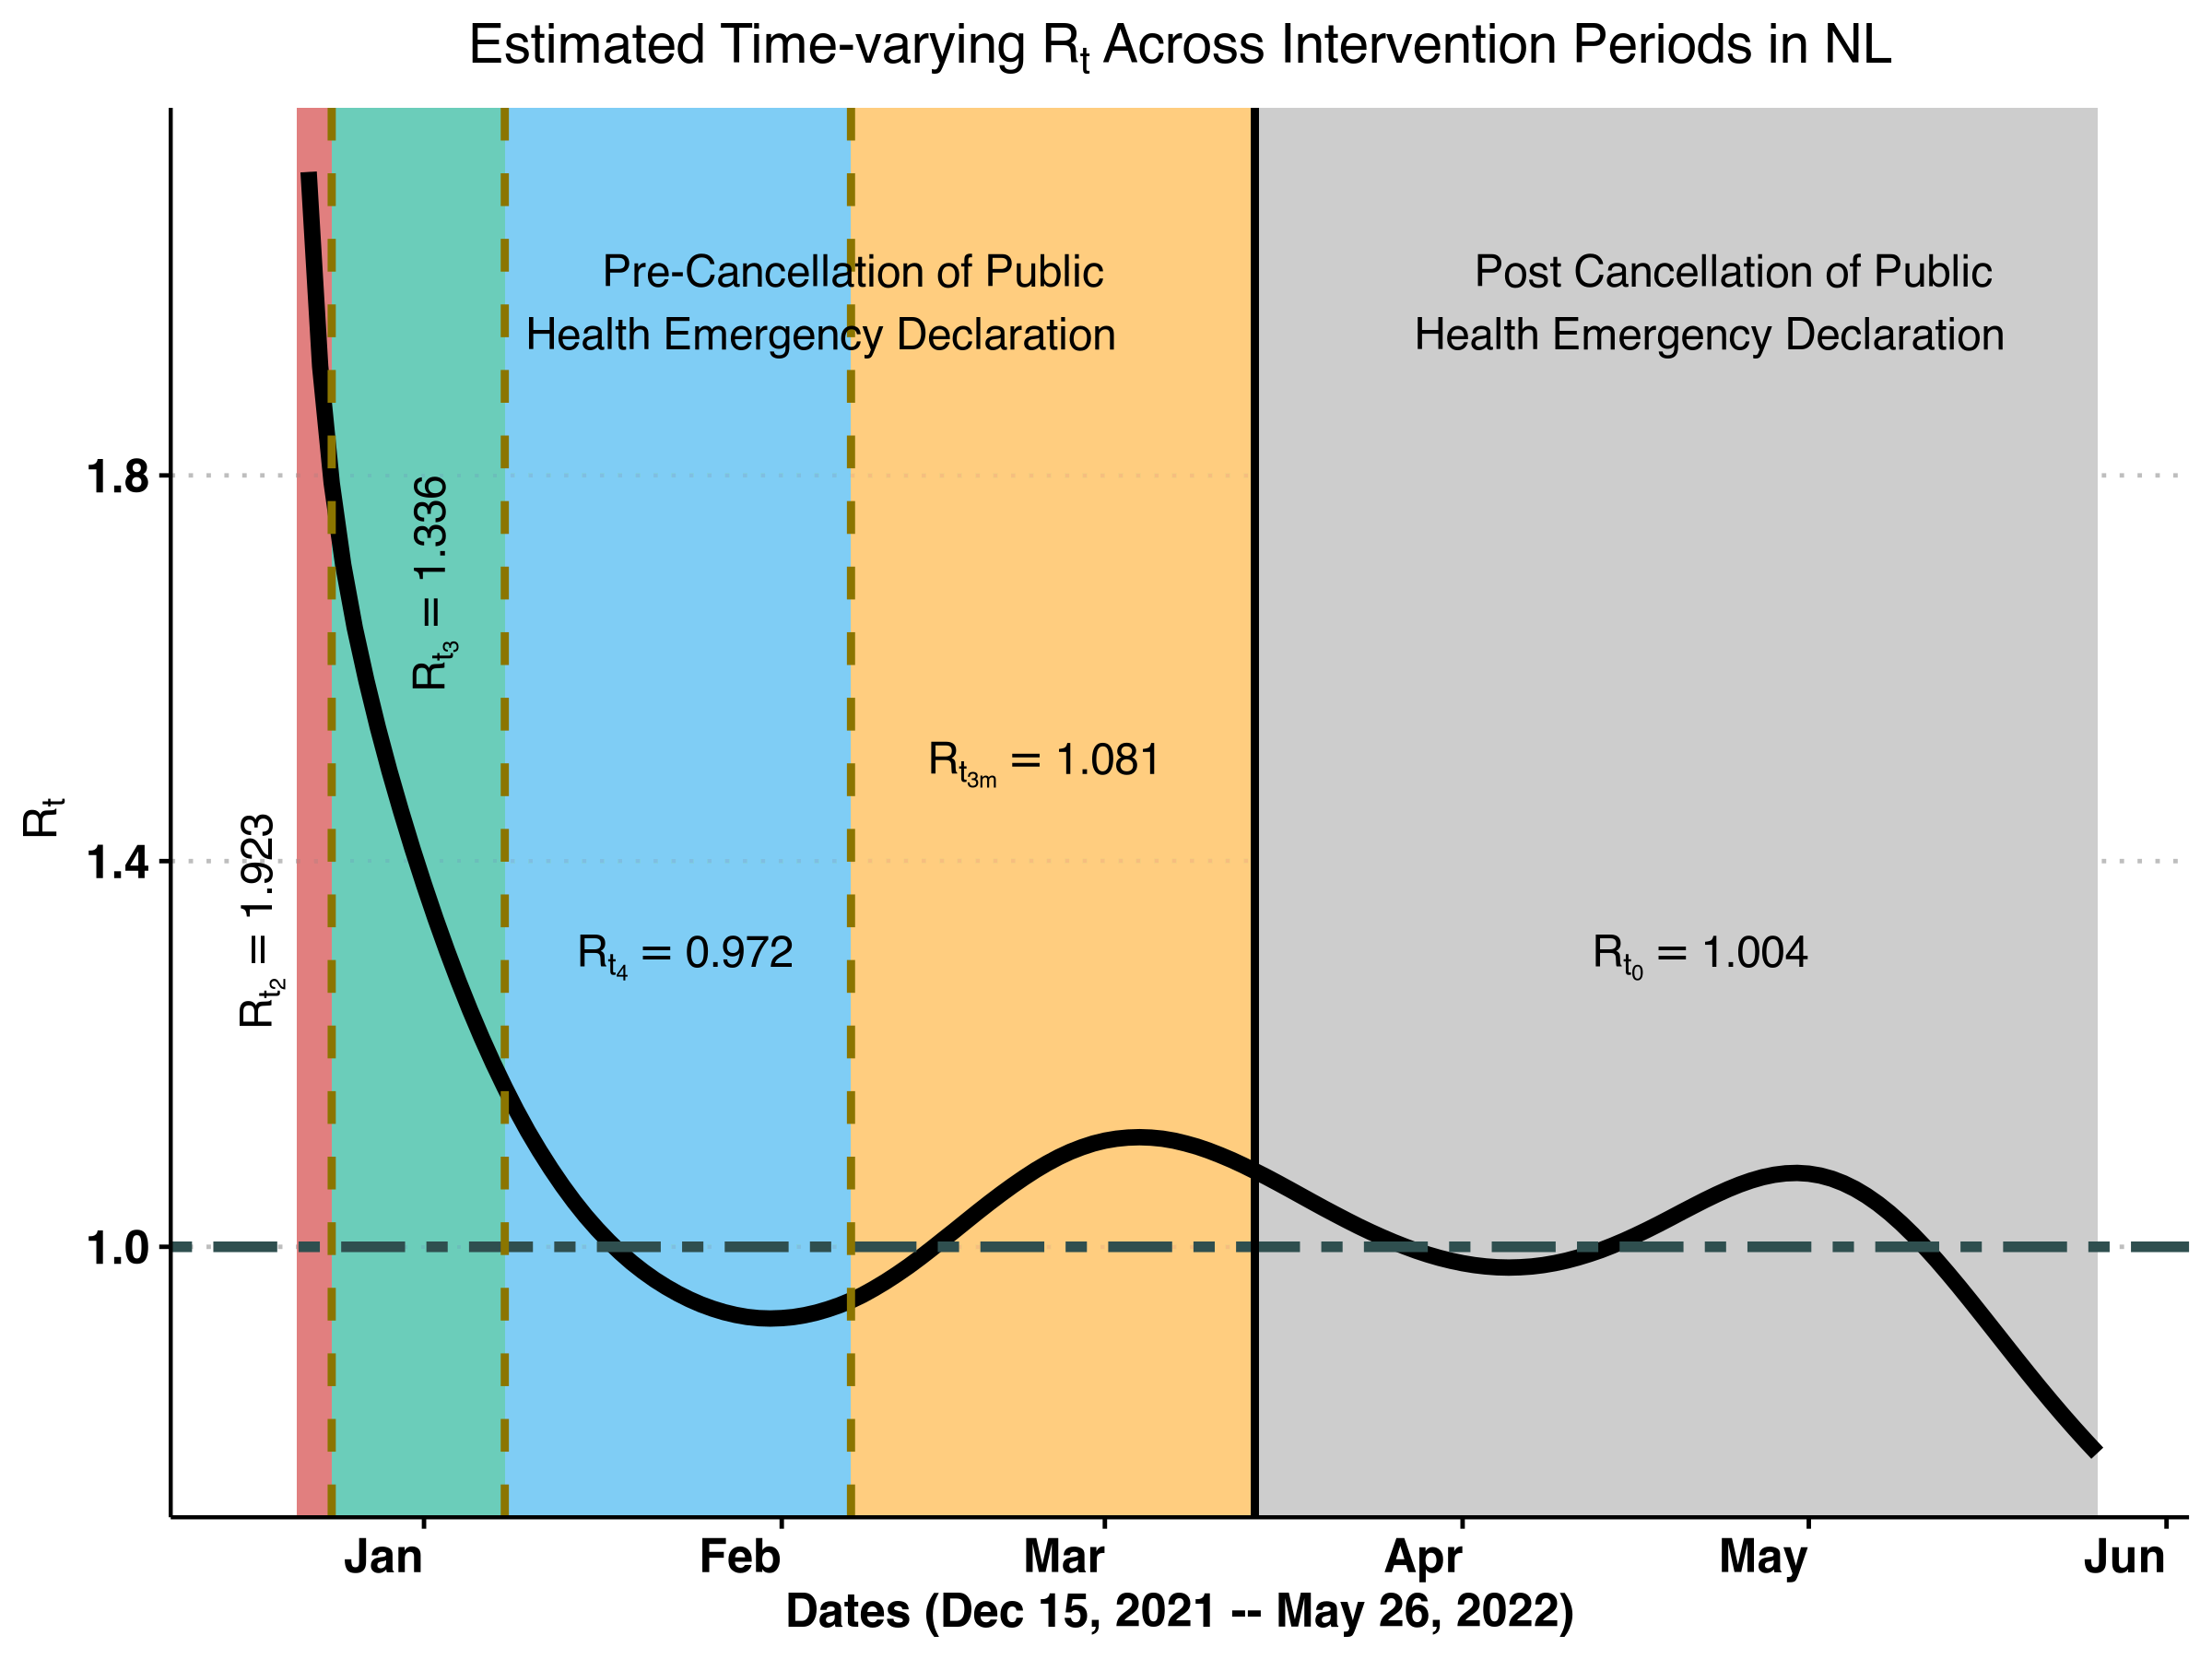 Estimated Time-varying Rt Across Intervention Periods in NL
Pre-Cancellation of Public
Health Emergency Declaration
Post Cancellation of Public
Health Emergency Declaration
Rt
1.8
1.4
1.0
Rt2 = 1.923
Rt3 = 1.336
Rt4 = 0.972
Rt3m = 1.081
Rt0 = 1.004
Jan Feb Mar Apr May Jun
Dates (Dec 15, 2021 -- May 26, 2022)